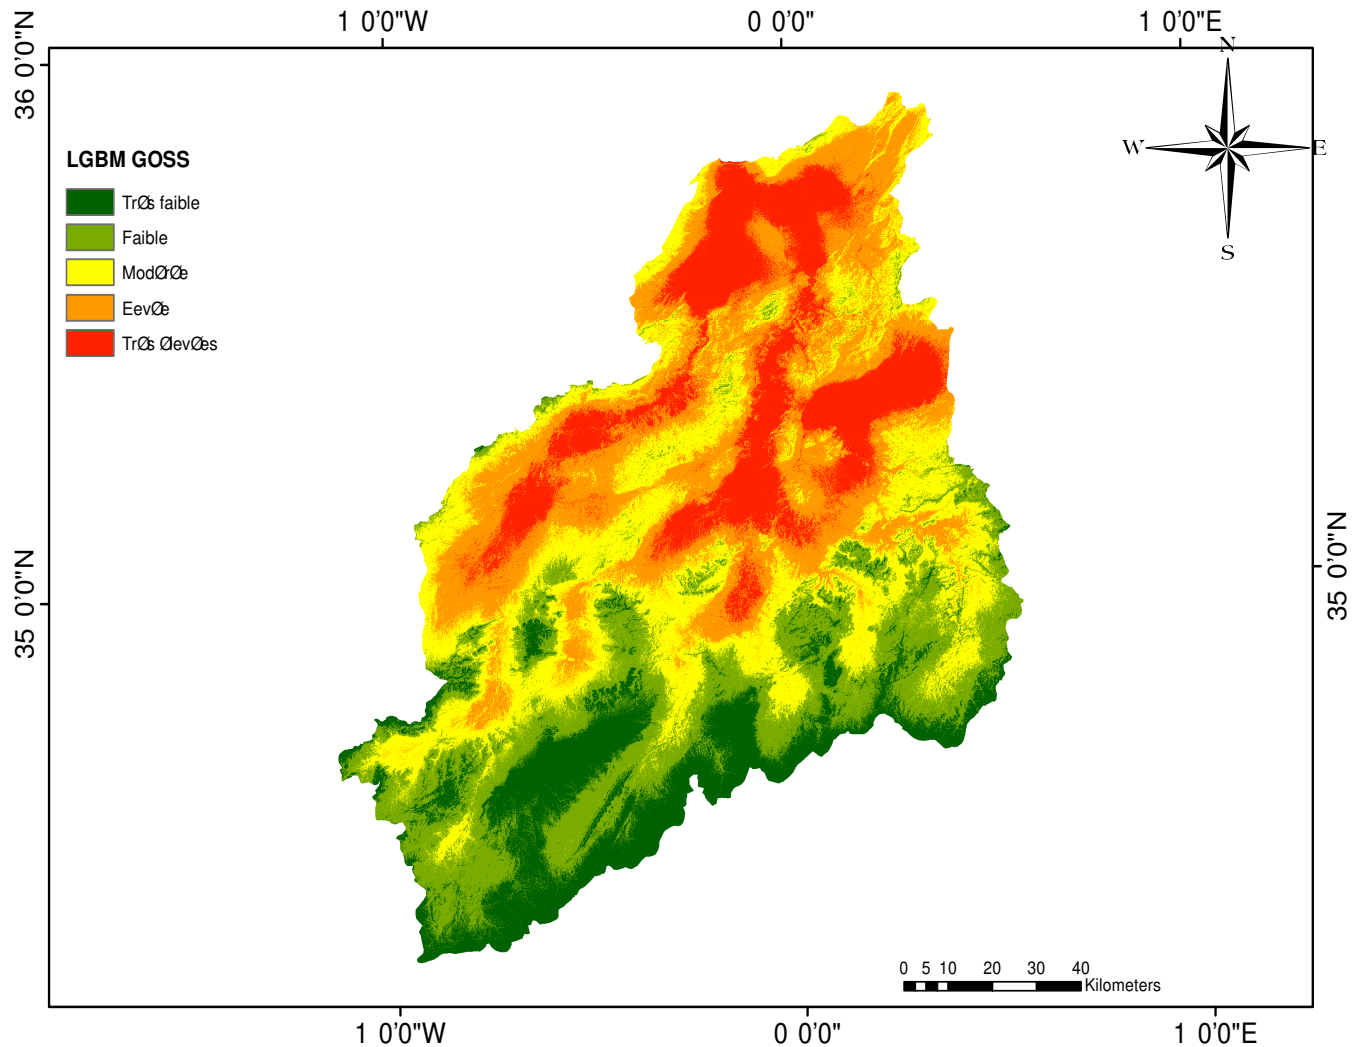 1 0'0"W 0 0'0" 1 0'0"E
36 0'0"N
N
W E
S
LGBM GOSS
TrØs faible
Faible
ModØrØe
EevØe
TrØs ØlevØes
35 0'0"N
35 0'0"N
0 5 10 20 30 40
Kilometers
1 0'0"W 0 0'0" 1 0'0"E